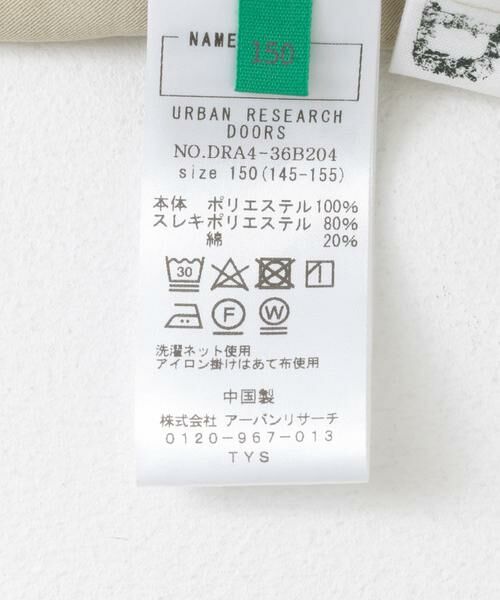 NAME
150
URBAN RESEARCH
DOORS
NO.DRA4-36B204
size 150(145-155)
本体 ポリエステル 100%
スレキ ポリエステル 80%
綿 20%
30
F W
洗濯ネット使用
アイロン掛けはあて布使用
中国製
株式会社 アーバンリサーチ
0120-967-013
TYS